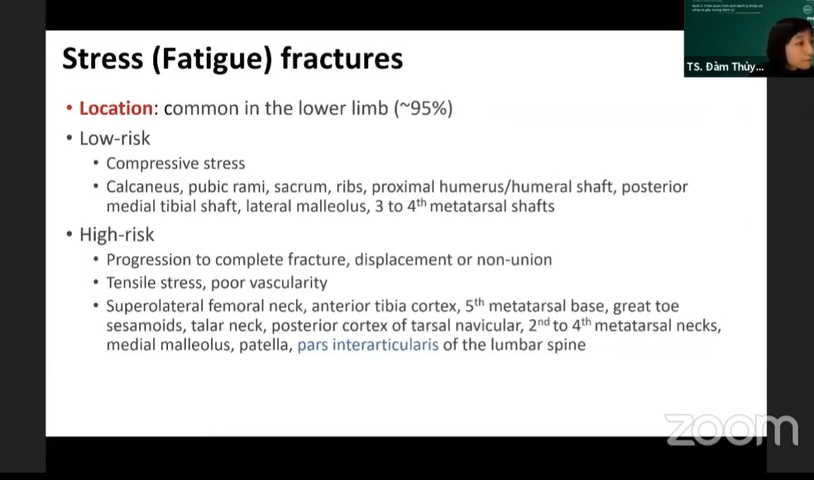 Stress (Fatigue) fractures
• Location: common in the lower limb (~95%)
• Low-risk
• Compressive stress
• Calcaneus, pubic rami, sacrum, ribs, proximal humerus/humeral shaft, posterior
medial tibial shaft, lateral malleolus, 3 to 4th metatarsal shafts
• High-risk
• Progression to complete fracture, displacement or non-union
• Tensile stress, poor vascularity
• Superolateral femoral neck, anterior tibia cortex, 5th metatarsal base, great toe
sesamoids, talar neck, posterior cortex of tarsal navicular, 2nd to 4th metatarsal necks,
medial malleolus, patella, pars interarticularis of the lumbar spine
TS. Đàm Thủy...
zoom